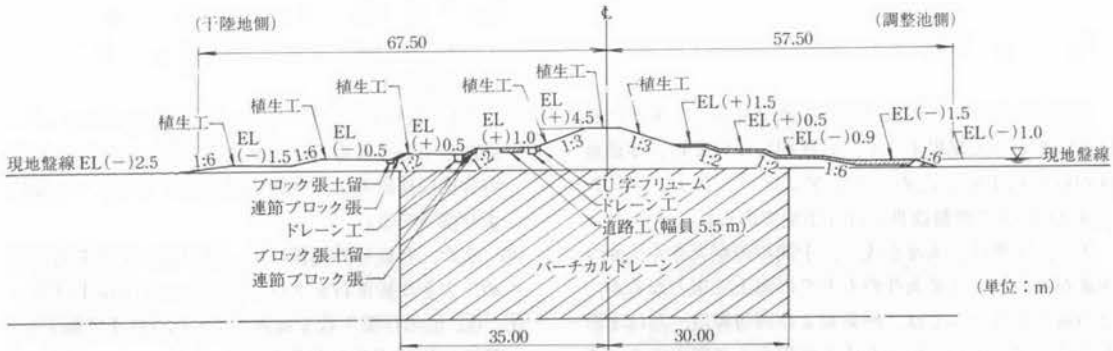 (干陸地側)
℄
(調整池側)
67.50
57.50
植生工
植生工
植生工
植生工
植生工
植生工
EL(+)4.5
EL(+)1.0
EL(+)0.5
EL(-)0.5
EL(-)1.5
EL(+)1.5
EL(+)0.5
EL(-)0.9
EL(-)1.5
EL(-)1.0
現地盤線 EL(-)2.5
現地盤線
1:6
1:6
1:2
1:2
1:3
1:3
1:2
1:2
1:6
1:6
ブロック張土留
連節ブロック張
ドレーン工
ブロック張土留
連節ブロック張
U字フリューム
ドレーン工
道路工(幅員5.5m)
バーチカルドレーン
(単位:m)
35.00
30.00